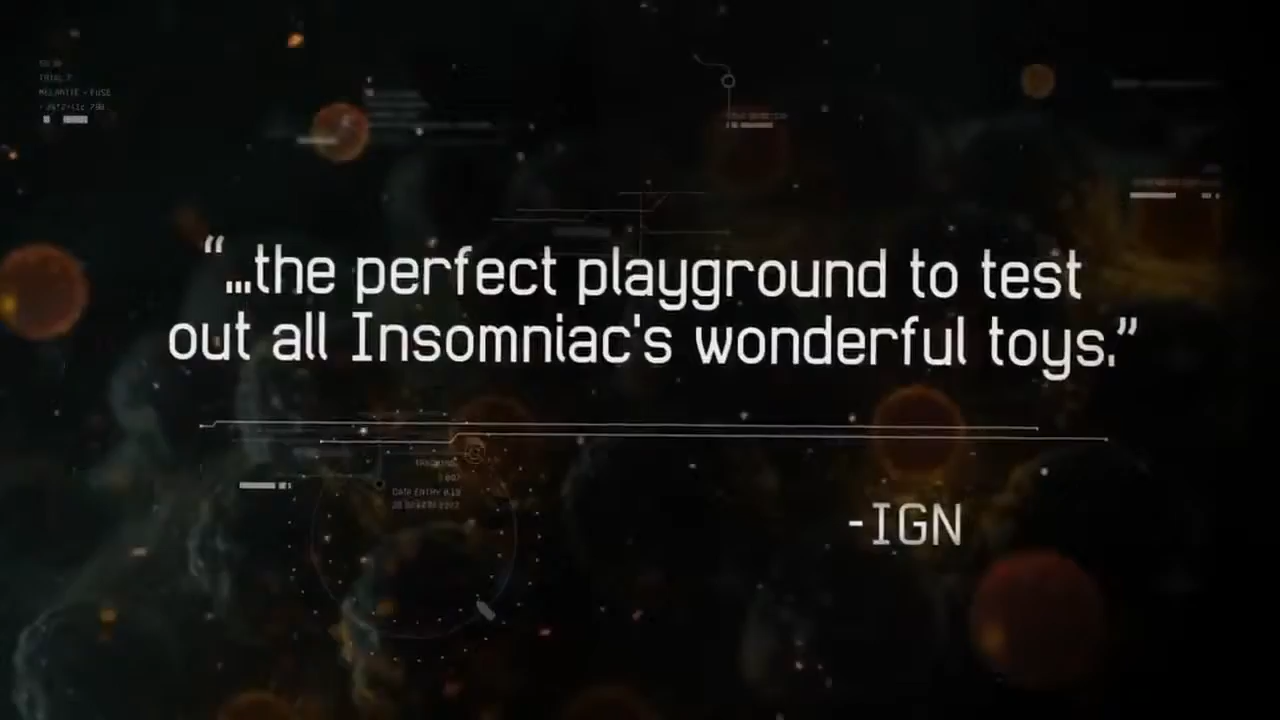 “...the perfect playground to test
out all Insomniac's wonderful toys.”
-IGN